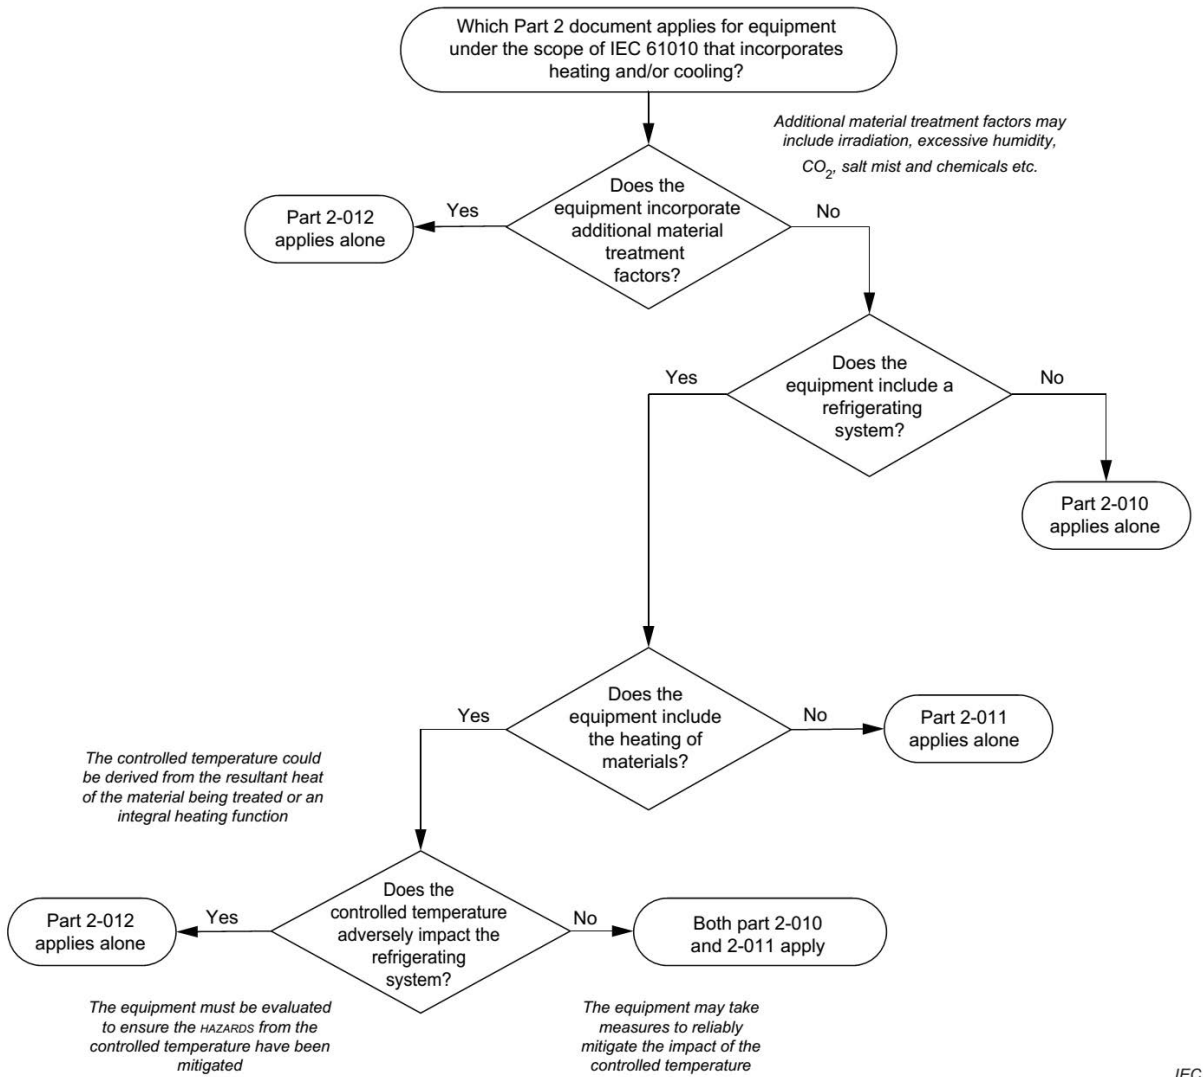 Which Part 2 document applies for equipment
under the scope of IEC 61010 that incorporates
heating and/or cooling?
Additional material treatment factors may
include irradiation, excessive humidity,
CO2, salt mist and chemicals etc.
Does the
equipment incorporate
additional material
treatment
factors?
Yes
No
Part 2-012
applies alone
Does the
equipment include a
refrigerating
system?
Yes
No
Part 2-010
applies alone
Does the
equipment include
the heating of
materials?
Yes
No
Part 2-011
applies alone
The controlled temperature could
be derived from the resultant heat
of the material being treated or an
integral heating function
Does the
controlled temperature
adversely impact the
refrigerating
system?
Yes
No
Part 2-012
applies alone
Both part 2-010
and 2-011 apply
The equipment must be evaluated
to ensure the HAZARDS from the
controlled temperature have been
mitigated
The equipment may take
measures to reliably
mitigate the impact of the
controlled temperature
IEC